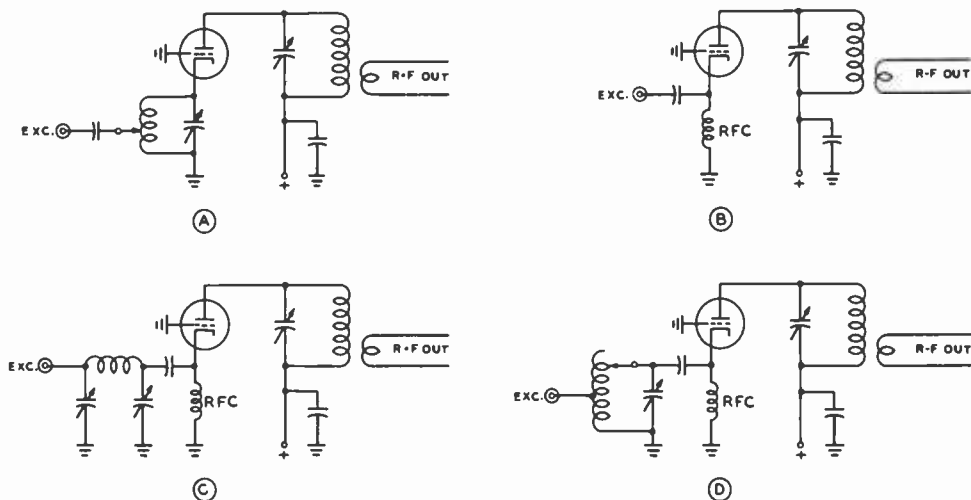 R-F OUT
EXC.
+
A
R-F OUT
EXC.
RFC
+
B
R-F OUT
EXC.
RFC
+
C
R-F OUT
EXC.
RFC
+
D